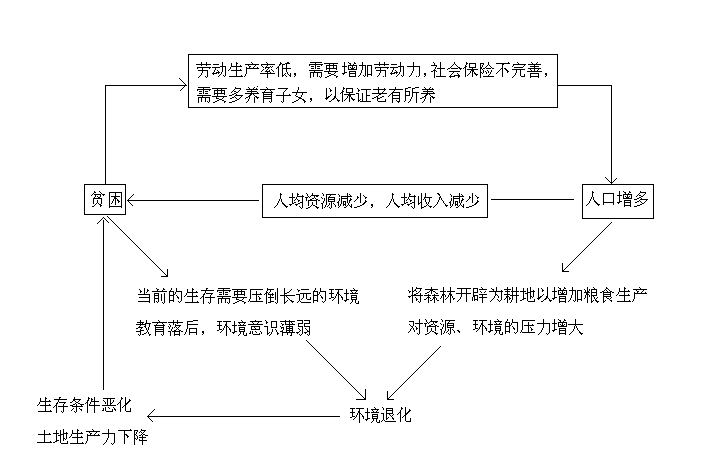 劳动生产率低，需要增加劳动力，社会保险不完善，
需要多养育子女，以保证老有所养
贫困
人均资源减少，人均收入减少
人口增多
当前的生存需要压倒长远的环境
教育落后，环境意识薄弱
将森林开辟为耕地以增加粮食生产
对资源、环境的压力增大
生存条件恶化
土地生产力下降
环境退化